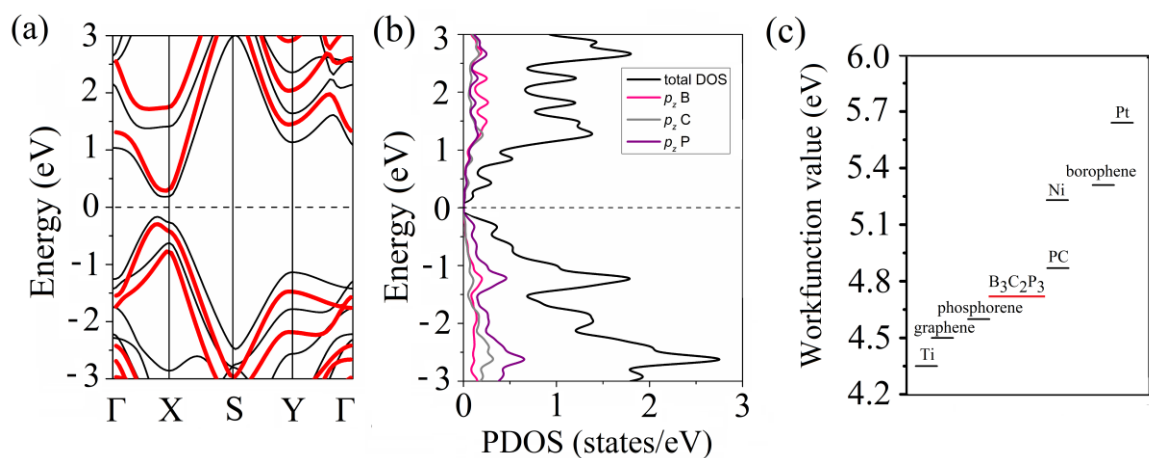 (a)
Energy (eV)
3
2
1
0
-1
-2
-3
Γ X S Y Γ
(b)
Energy (eV)
3
2
1
0
-1
-2
-3
total DOS
pz B
pz C
pz P
0 1 2 3
PDOS (states/eV)
(c)
Workfunction value (eV)
6.0
5.7
5.4
5.1
4.8
4.5
4.2
Pt
borophene
Ni
PC
B₃C₂P₃
phosphorene
graphene
Ti